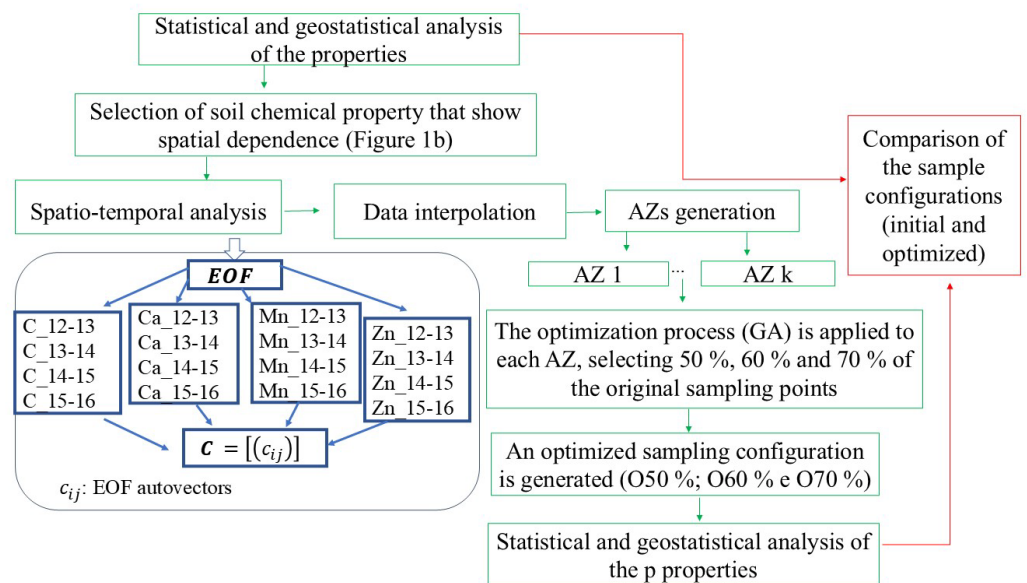 Statistical and geostatistical analysis
of the properties
Selection of soil chemical property that show
spatial dependence (Figure 1b)
Comparison of
the sample
configurations
(initial and
optimized)
Spatio-temporal analysis
Data interpolation
AZs generation
AZ 1
...
AZ k
EOF
C_12-13
C_13-14
C_14-15
C_15-16
Ca_12-13
Ca_13-14
Ca_14-15
Ca_15-16
Mn_12-13
Mn_13-14
Mn_14-15
Mn_15-16
Zn_12-13
Zn_13-14
Zn_14-15
Zn_15-16
C = [(c_ij)]
c_ij: EOF autovectors
The optimization process (GA) is applied to
each AZ, selecting 50 %, 60 % and 70 % of
the original sampling points
An optimized sampling configuration
is generated (O50 %; O60 % e O70 %)
Statistical and geostatistical analysis of
the p properties